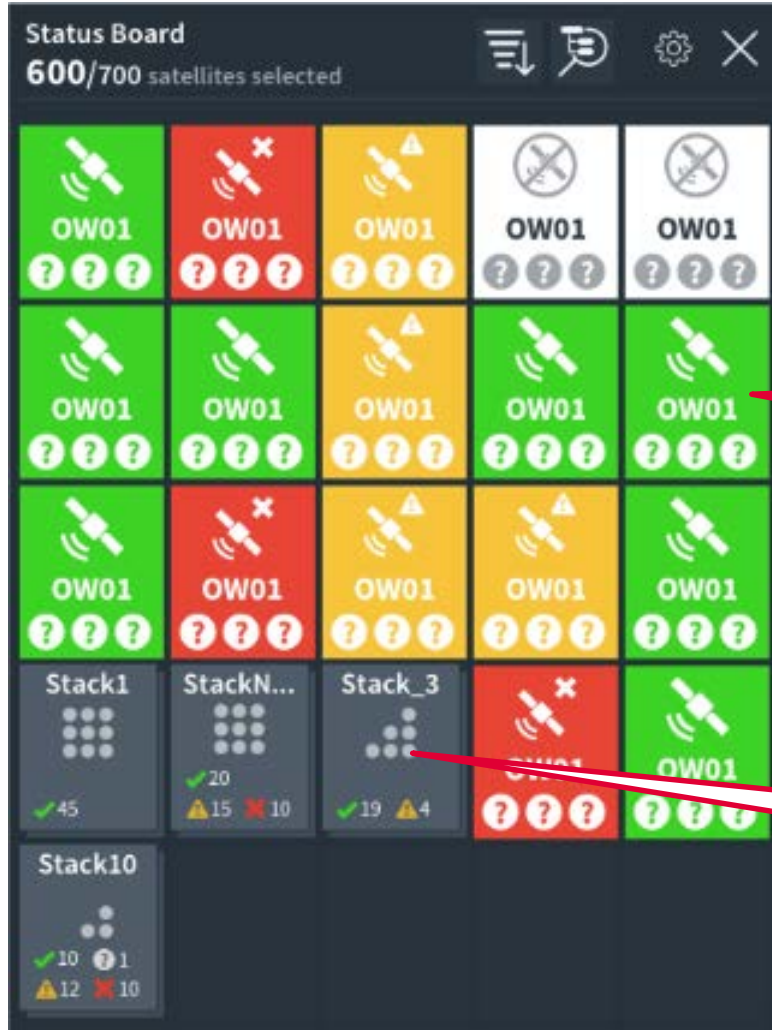 Status Board
600/700 satellites selected
OW01 OW01 OW01 OW01 OW01
? ? ? ? ? ? ? ? ? ? ? ? ? ? ?
OW01 OW01 OW01 OW01 OW01
? ? ? ? ? ? ? ? ? ? ? ? ? ? ?
OW01 OW01 OW01 OW01 OW01
? ? ? ? ? ? ? ? ? ? ? ? ? ? ?
Stack1 StackN... Stack_3
OW01 OW01
20
45 15 10 19 4 ? ? ? ? ? ?
Stack10
10 ? 1
12 10